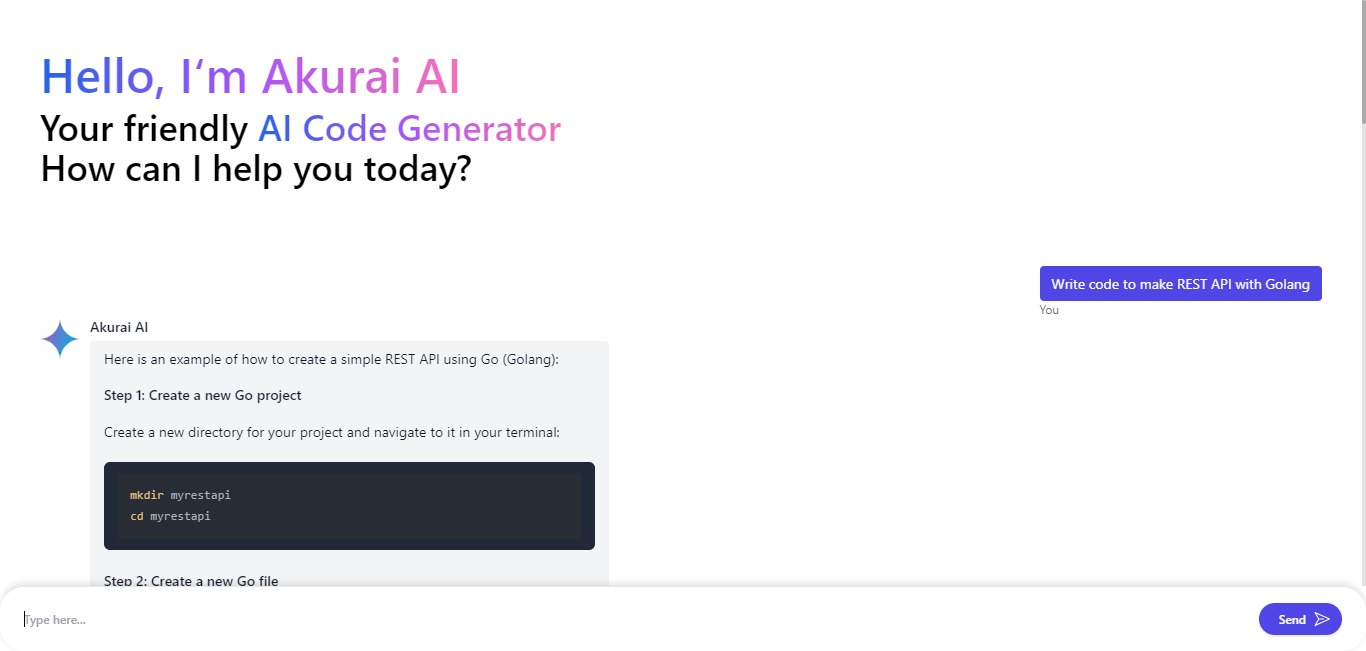 Hello, I‘m Akurai AI
Your friendly AI Code Generator
How can I help you today?
Write code to make REST API with Golang
You
Akurai AI
Here is an example of how to create a simple REST API using Go (Golang):
Step 1: Create a new Go project
Create a new directory for your project and navigate to it in your terminal:
mkdir myrestapi
cd myrestapi
Step 2: Create a new Go file
Type here...
Send